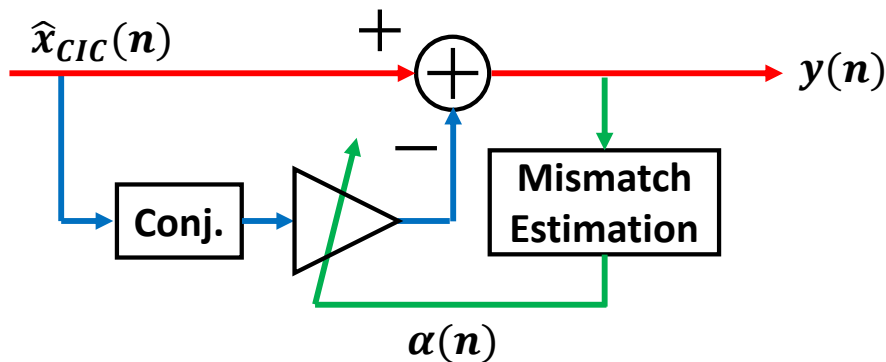 x̂_CIC(n)
+
+
y(n)
−
Mismatch
Estimation
Conj.
α(n)